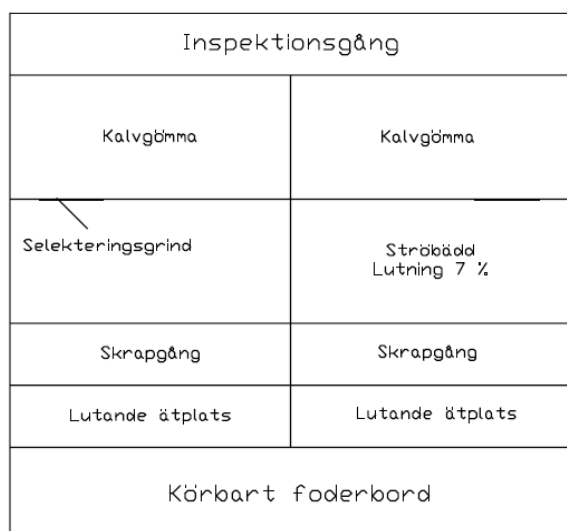 Inspektionsgång
Kalvgömma
Kalvgömma
Selekteringsgrind
Ströbädd
Lutning 7 %
Skrapgång
Skrapgång
Lutande ätplats
Lutande ätplats
Körbart foderbord